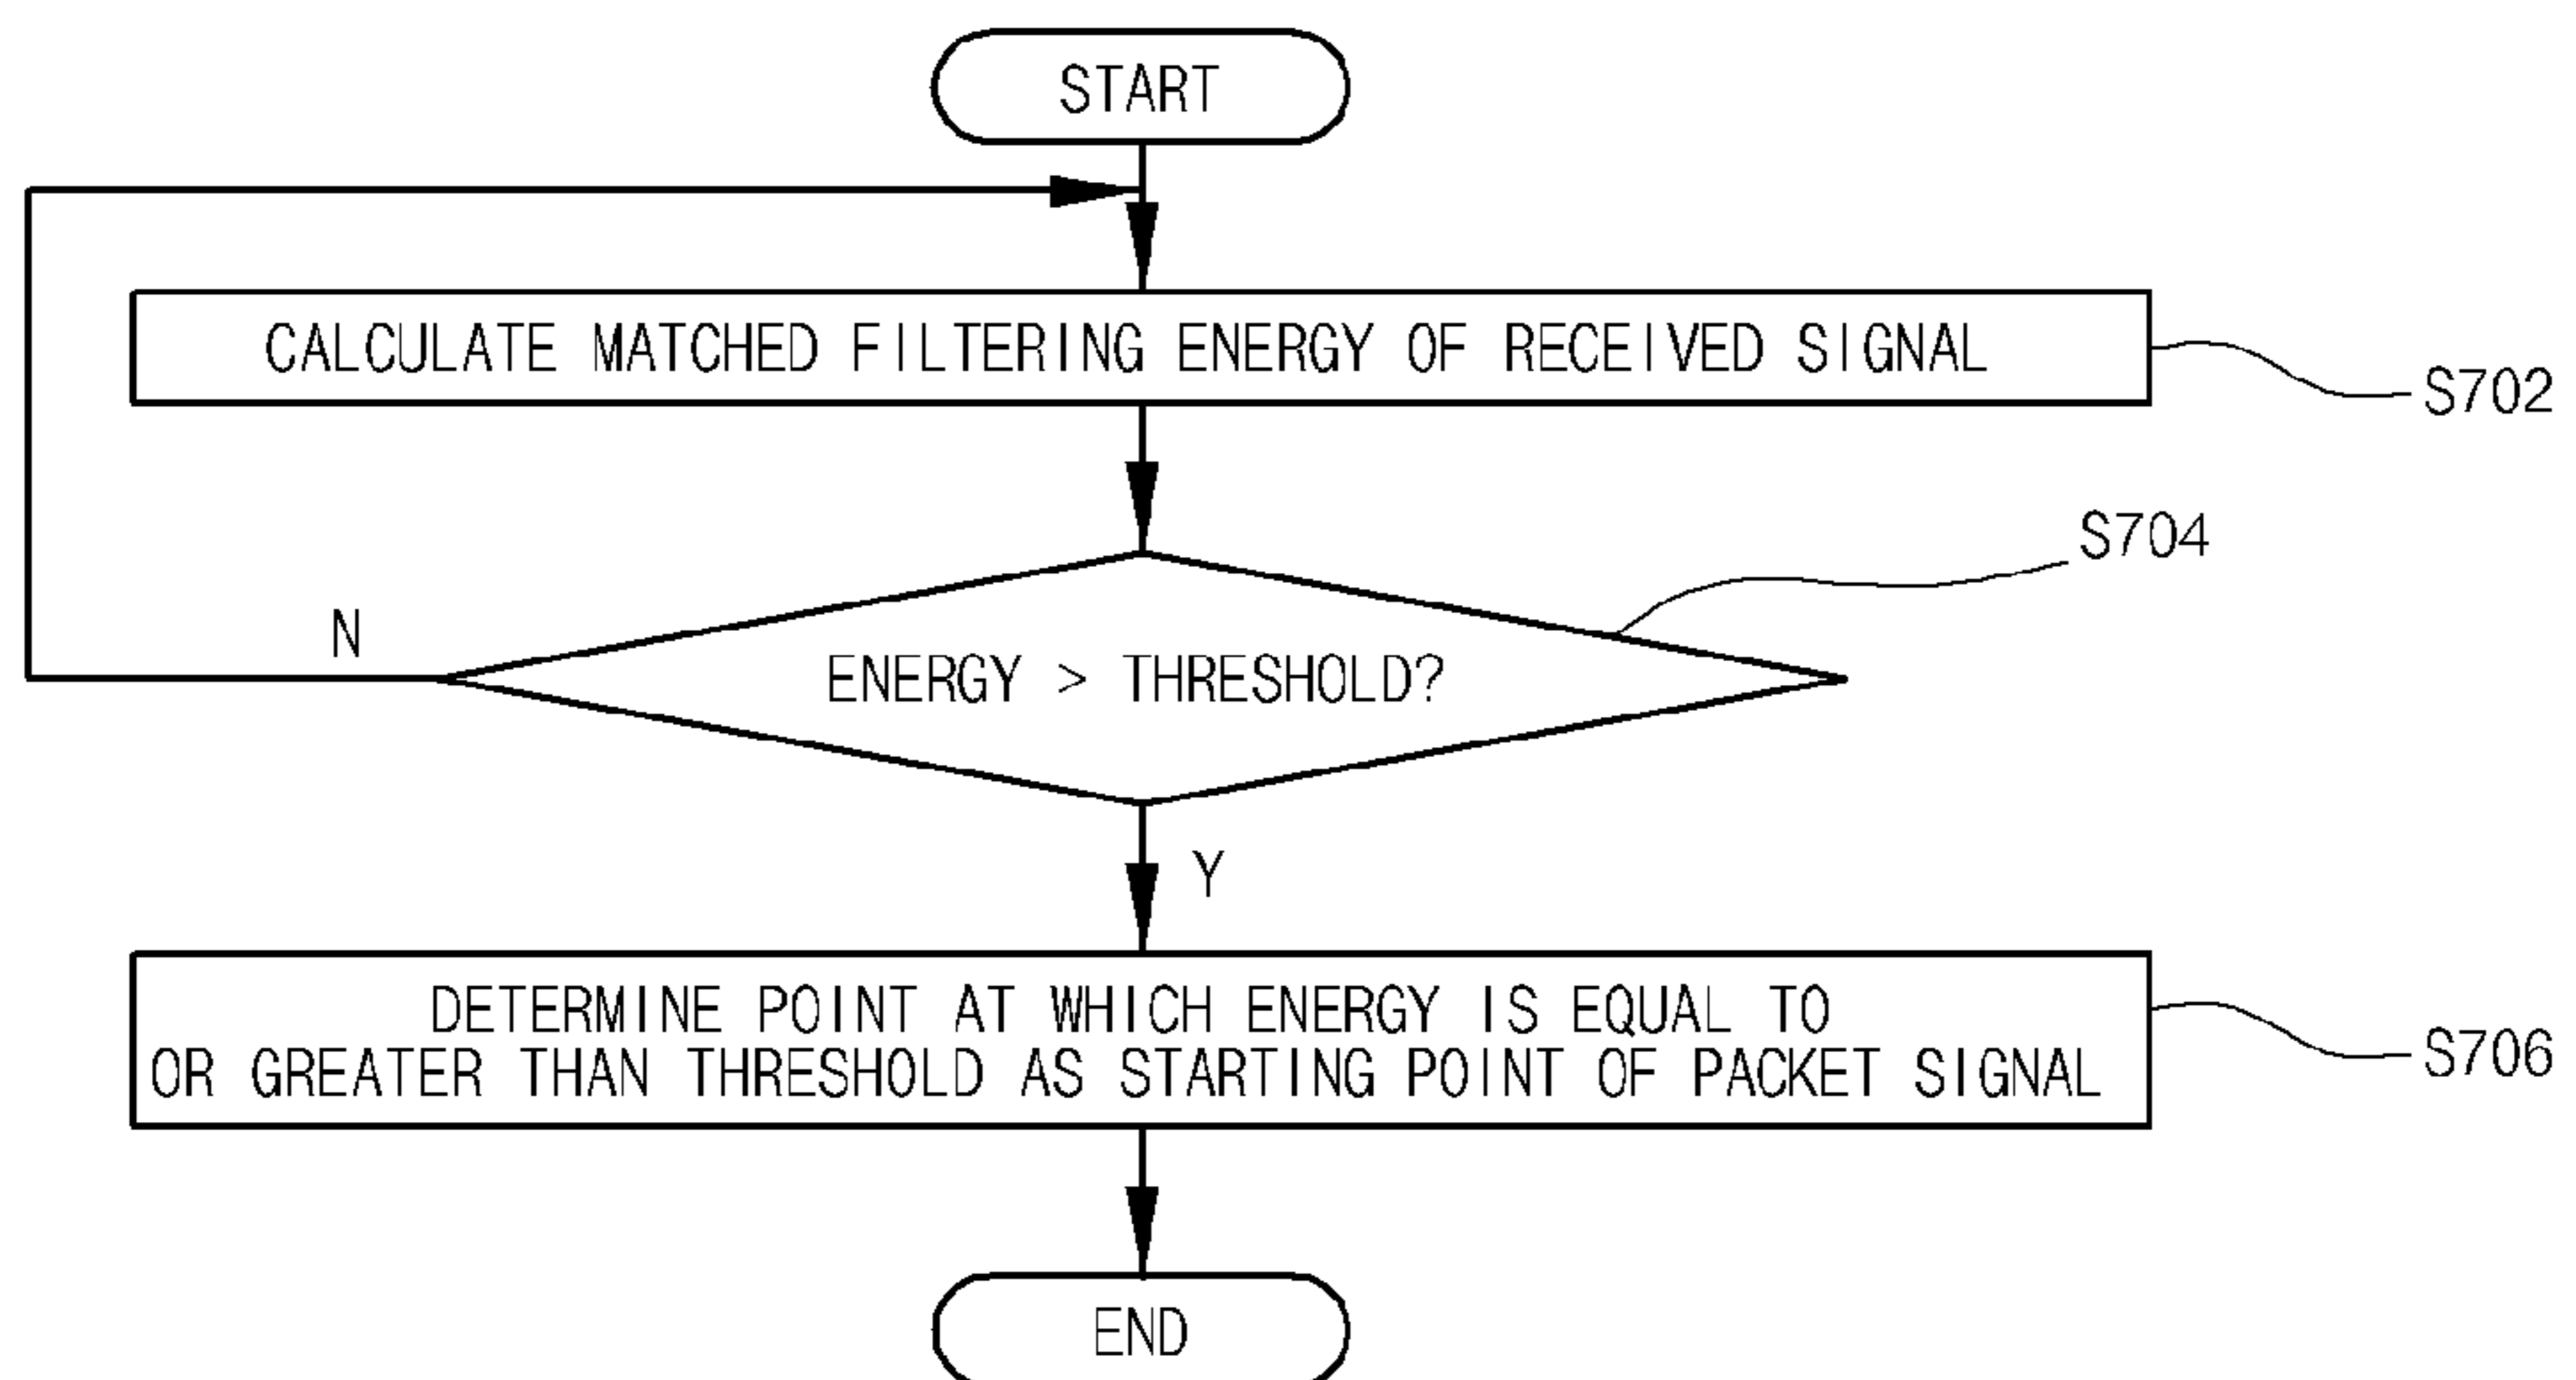 START
CALCULATE MATCHED FILTERING ENERGY OF RECEIVED SIGNAL
S702
S704
N
ENERGY > THRESHOLD?
Y
DETERMINE POINT AT WHICH ENERGY IS EQUAL TO
OR GREATER THAN THRESHOLD AS STARTING POINT OF PACKET SIGNAL
S706
END